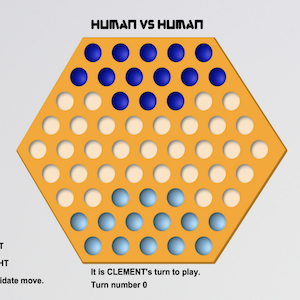 HUMAN VS HUMAN
T
HT
idate move.
It is CLEMENT's turn to play.
Turn number 0